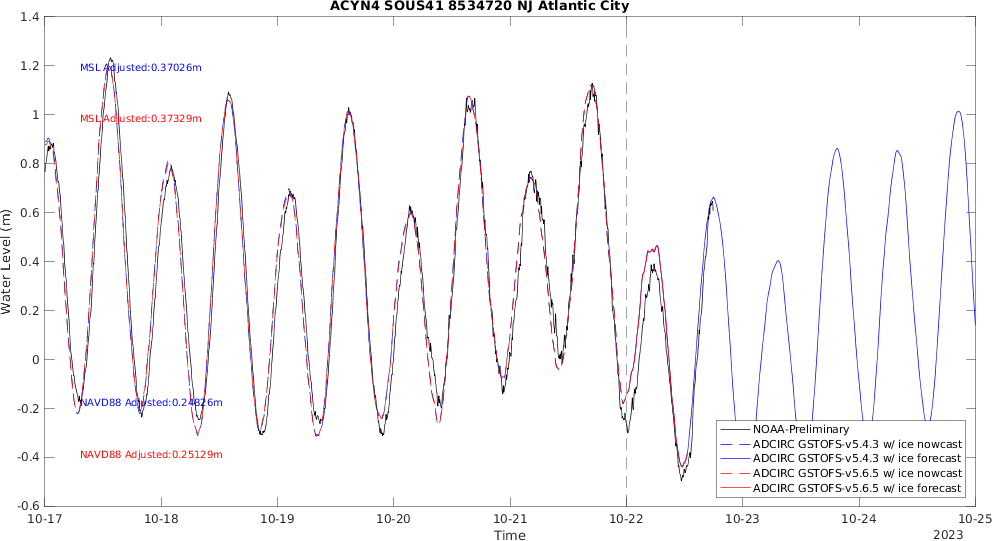 ACYN4 SOUS41 8534720 NJ Atlantic City
1.4
1.2
1
0.8
0.6
0.4
0.2
0
-0.2
-0.4
-0.6
Water Level (m)
MSL Adjusted:0.37026m
MSL Adjusted:0.37329m
NAVD88 Adjusted:0.24826m
NAVD88 Adjusted:0.25129m
NOAA-Preliminary
ADCIRC GSTOFS-v5.4.3 w/ ice nowcast
ADCIRC GSTOFS-v5.4.3 w/ ice forecast
ADCIRC GSTOFS-v5.6.5 w/ ice nowcast
ADCIRC GSTOFS-v5.6.5 w/ ice forecast
10-17 10-18 10-19 10-20 10-21 10-22 10-23 10-24 10-25
Time
2023